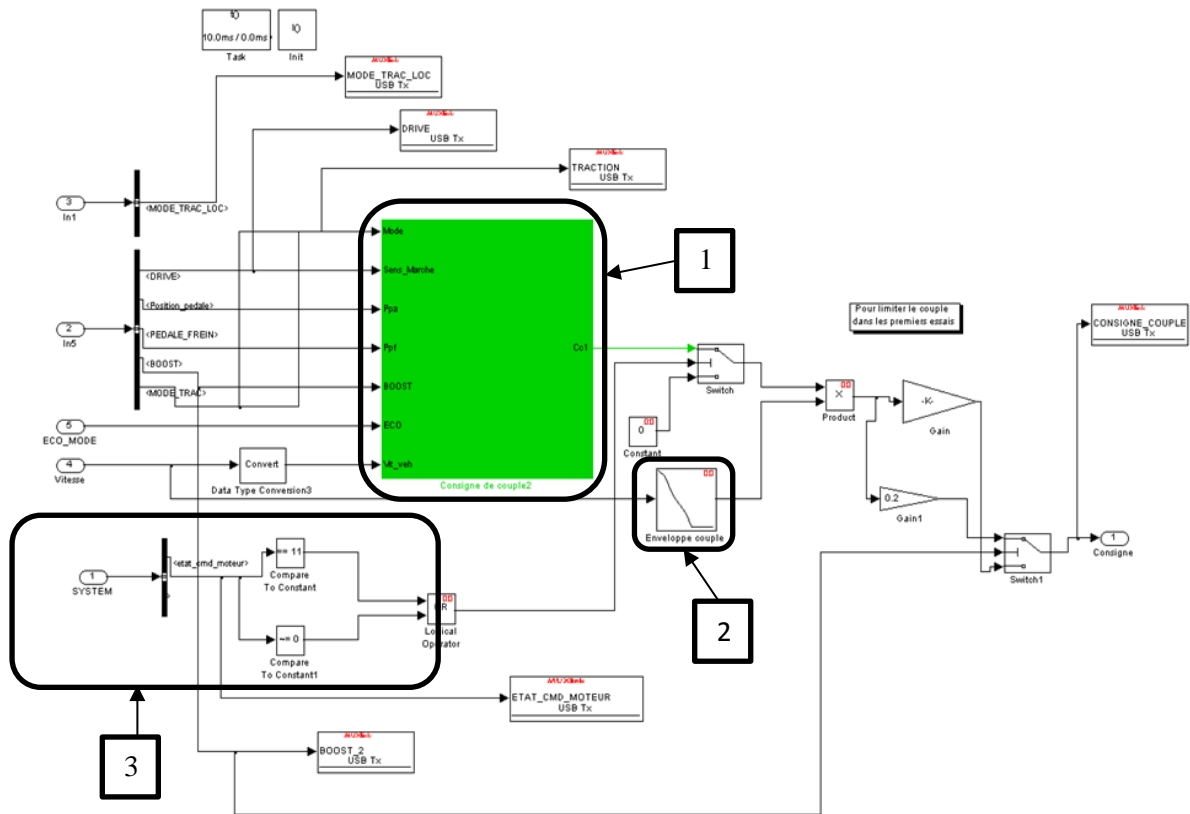 f()
10.0ms / 0.0ms
Task
f()
Init
MODE_TRAC_LOC
USB Tx
DRIVE
USB Tx
TRACTION
USB Tx
3
In1
<MODE_TRAC_LOC>
1
Mode
<DRIVE>
Sens_Marche
<Position_pedale>
Ppa
2
In5
<PEDALE_FREIN>
Ppf
Co1
<BOOST>
BOOST
<MODE_TRAC>
5
ECO_MODE
ECO
4
Vitesse
Convert
Data Type Conversion3
Vit_veh
Consigne de couple2
Pour limiter le couple
dans les premiers essais
CONSIGNE_COUPLE
USB Tx
Switch
0
Constant
X
Product
-K-
Gain
0.2
Gain1
Enveloppe couple
Switch1
1
Consigne
2
<etat_cmd_moteur>
1
SYSTEM
== 11
Compare
To Constant
~= 0
Compare
To Constant1
Logical
Operator
ETAT_CMD_MOTEUR
USB Tx
3
BOOST_2
USB Tx